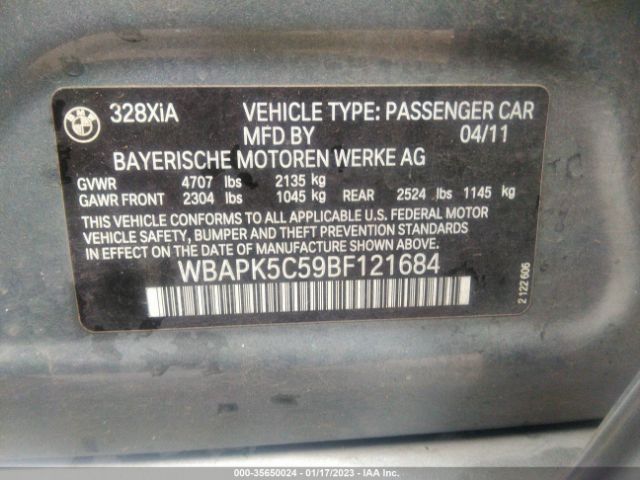 BMW
328XiA VEHICLE TYPE: PASSENGER CAR
MFD BY 04/11
BAYERISCHE MOTOREN WERKE AG
GVWR 4707 lbs 2135 kg
GAWR FRONT 2304 lbs 1045 kg REAR 2524 lbs 1145 kg
THIS VEHICLE CONFORMS TO ALL APPLICABLE U.S. FEDERAL MOTOR
VEHICLE SAFETY, BUMPER AND THEFT PREVENTION STANDARDS
IN EFFECT ON THE DATE OF MANUFACTURE SHOWN ABOVE.
WBAPK5C59BF121684
2 122 606
000-35650024 - 01/17/2023 - IAA Inc.